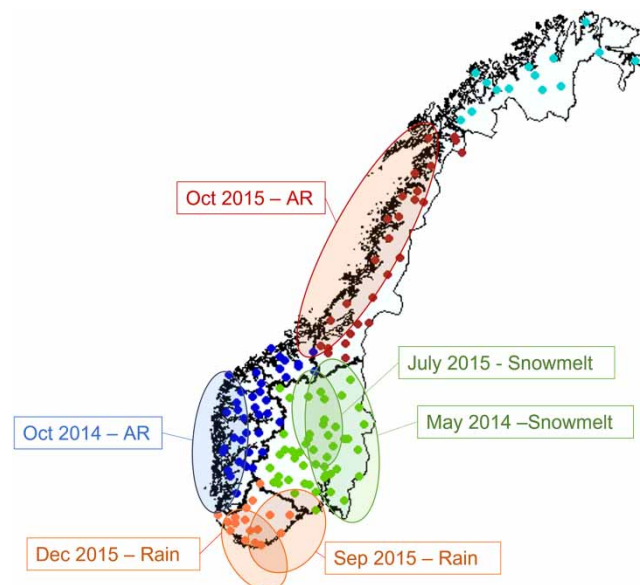 Oct 2015 – AR
July 2015 - Snowmelt
May 2014 –Snowmelt
Oct 2014 – AR
Dec 2015 – Rain
Sep 2015 – Rain